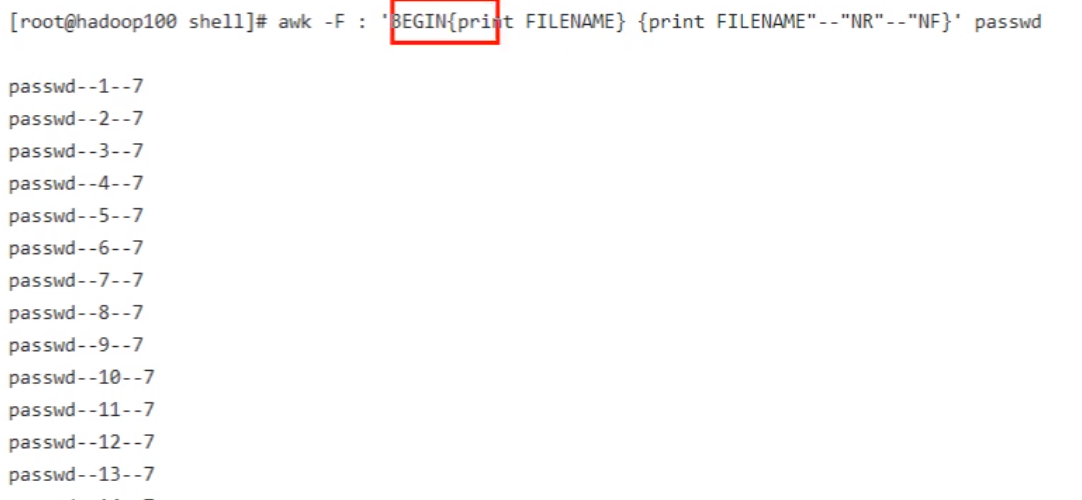 [root@hadoop100 shell]# awk -F : 'BEGIN{print FILENAME} {print FILENAME"--"NR"--"NF}' passwd
passwd--1--7
passwd--2--7
passwd--3--7
passwd--4--7
passwd--5--7
passwd--6--7
passwd--7--7
passwd--8--7
passwd--9--7
passwd--10--7
passwd--11--7
passwd--12--7
passwd--13--7